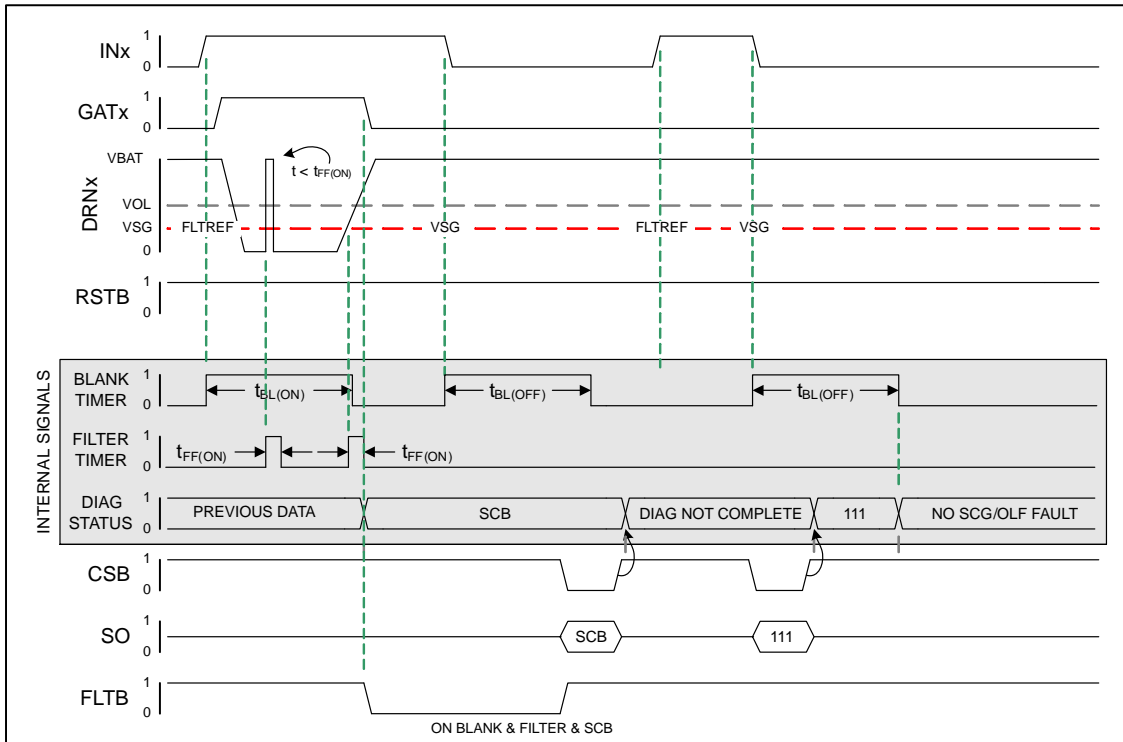 INx
1
0
GATx
1
0
DRNx
VBAT
t < tFF(ON)
VOL
VSG
FLTREF
VSG
FLTREF
VSG
RSTB
1
0
INTERNAL SIGNALS
BLANK
TIMER
1
0
tBL(ON)
tBL(OFF)
tBL(OFF)
FILTER
TIMER
1
0
tFF(ON)
tFF(ON)
DIAG
STATUS
1
0
PREVIOUS DATA
SCB
DIAG NOT COMPLETE
111
NO SCG/OLF FAULT
CSB
1
0
SO
1
0
SCB
111
FLTB
1
0
0
ON BLANK & FILTER & SCB